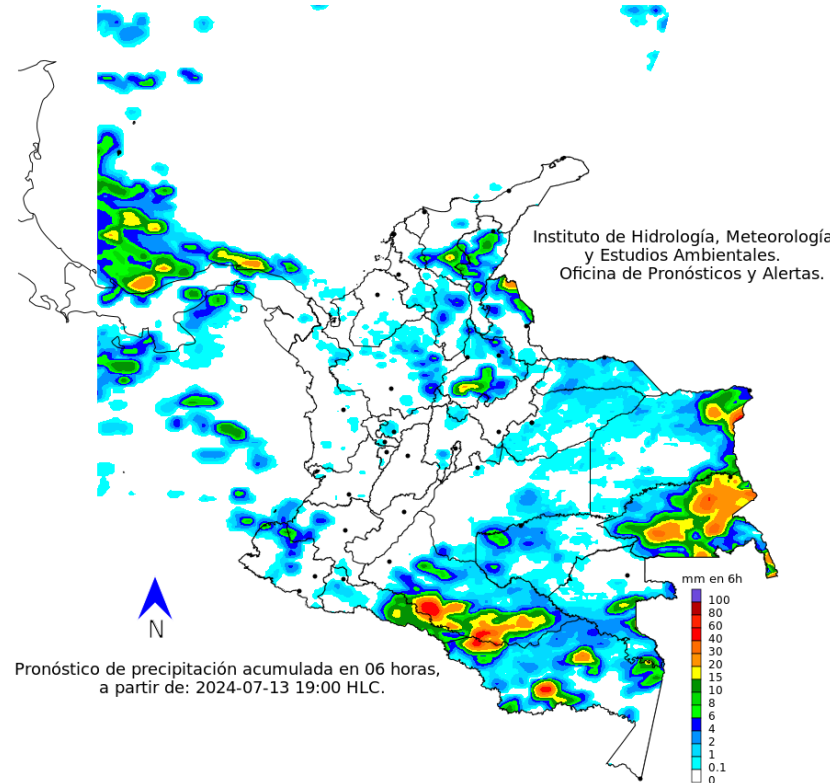 Instituto de Hidrología, Meteorología
y Estudios Ambientales.
Oficina de Pronósticos y Alertas.
mm en 6h
100
80
60
40
30
20
15
10
8
6
4
2
1
0.1
0
N
Pronóstico de precipitación acumulada en 06 horas,
a partir de: 2024-07-13 19:00 HLC.